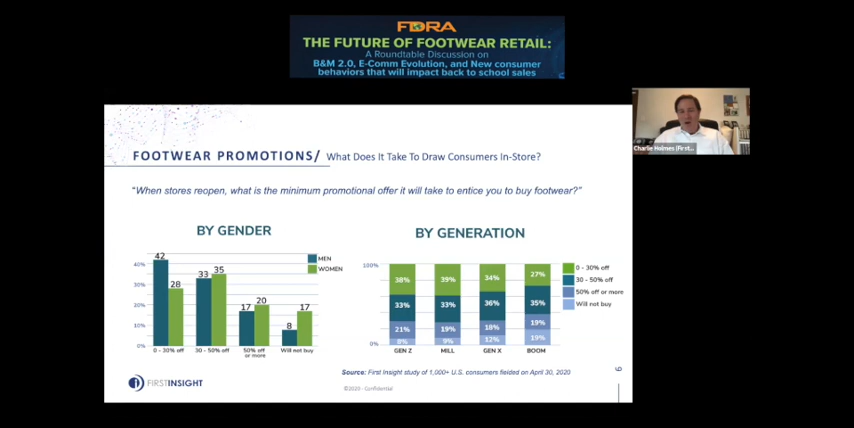 FDRA
THE FUTURE OF FOOTWEAR RETAIL:
A Roundtable Discussion on
B&M 2.0, E-Comm Evolution, and New consumer
behaviors that will impact back to school sales
Charlie Holmes (First...
FOOTWEAR PROMOTIONS/ What Does It Take To Draw Consumers In-Store?
"When stores reopen, what is the minimum promotional offer it will take to entice you to buy footwear?"
BY GENDER
MEN
WOMEN
40%
30%
20%
10%
0%
42
28
33
35
17
20
8
17
0 - 30% off
30 - 50% off
50% off
or more
Will not buy
BY GENERATION
100%
0%
38%
39%
34%
27%
33%
33%
36%
35%
21%
19%
18%
19%
8%
9%
12%
19%
GEN Z
MILL
GEN X
BOOM
0 - 30% off
30 - 50% off
50% off or more
Will not buy
Source: First Insight study of 1,000+ U.S. consumers fielded on April 30, 2020
FIRSTINSIGHT
©2020 - Confidential
6